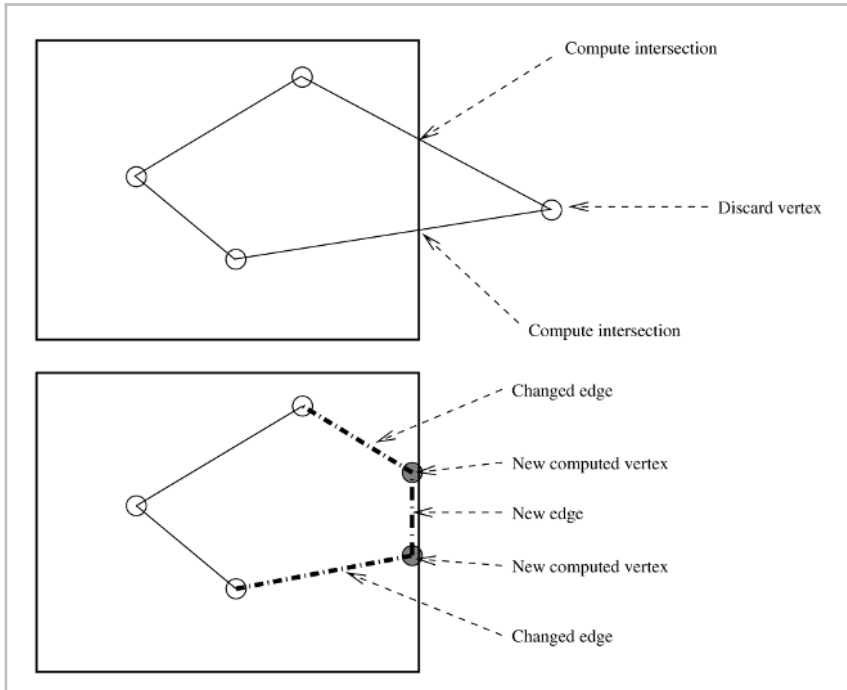 Compute intersection
Discard vertex
Compute intersection
Changed edge
New computed vertex
New edge
New computed vertex
Changed edge